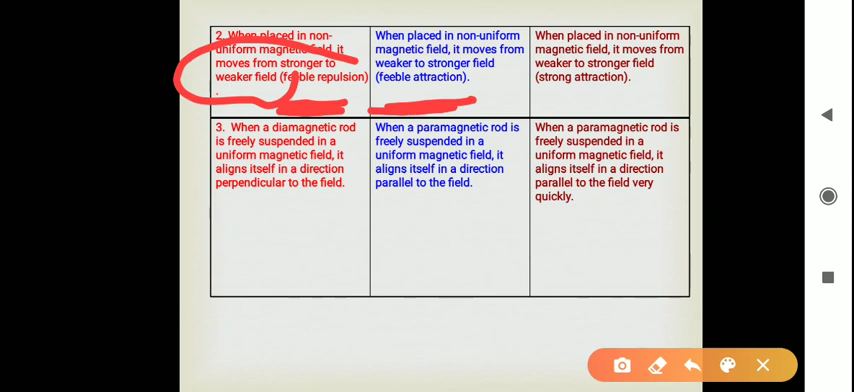 2. When placed in non-
uniform magnetic field, it
moves from stronger to
weaker field (feeble repulsion)
.
When placed in non-uniform
magnetic field, it moves from
weaker to stronger field
(feeble attraction).
When placed in non-uniform
magnetic field, it moves from
weaker to stronger field
(strong attraction).
3. When a diamagnetic rod
is freely suspended in a
uniform magnetic field, it
aligns itself in a direction
perpendicular to the field.
When a paramagnetic rod is
freely suspended in a
uniform magnetic field, it
aligns itself in a direction
parallel to the field.
When a paramagnetic rod is
freely suspended in a
uniform magnetic field, it
aligns itself in a direction
parallel to the field very
quickly.